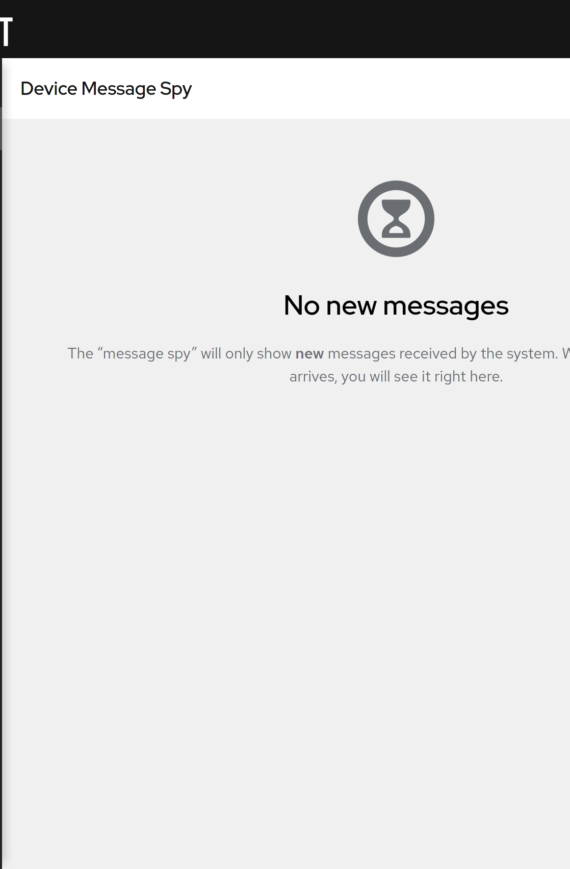 T
Device Message Spy
No new messages
The “message spy” will only show new messages received by the system.
arrives, you will see it right here.